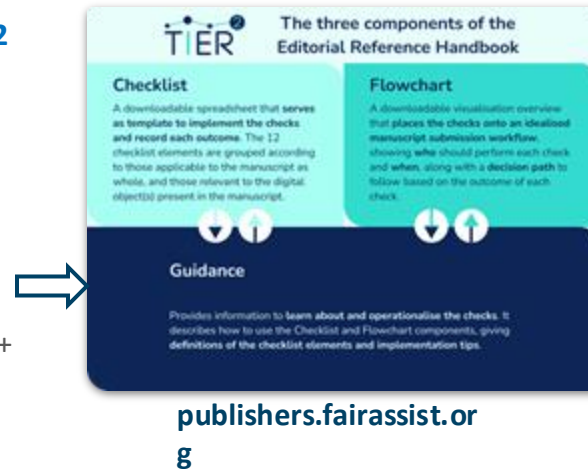 2
TIER2
The three components of the
Editorial Reference Handbook
Checklist
A downloadable spreadsheet that serves
as template to implement the checks
and record each outcome. The 12
checklist elements are grouped according
to those applicable to the manuscript as
whole, and those relevant to the digital
object(s) present in the manuscript.
Flowchart
A downloadable visualisation overview
that places the checks onto an idealised
manuscript submission workflow,
showing who should perform each check
and when, along with a decision path to
follow based on the outcome of each
check.
Guidance
Provides information to learn about and operationalise the checks. It
describes how to use the Checklist and Flowchart components, giving
definitions of the checklist elements and implementation tips.
+
publishers.fairassist.or
g